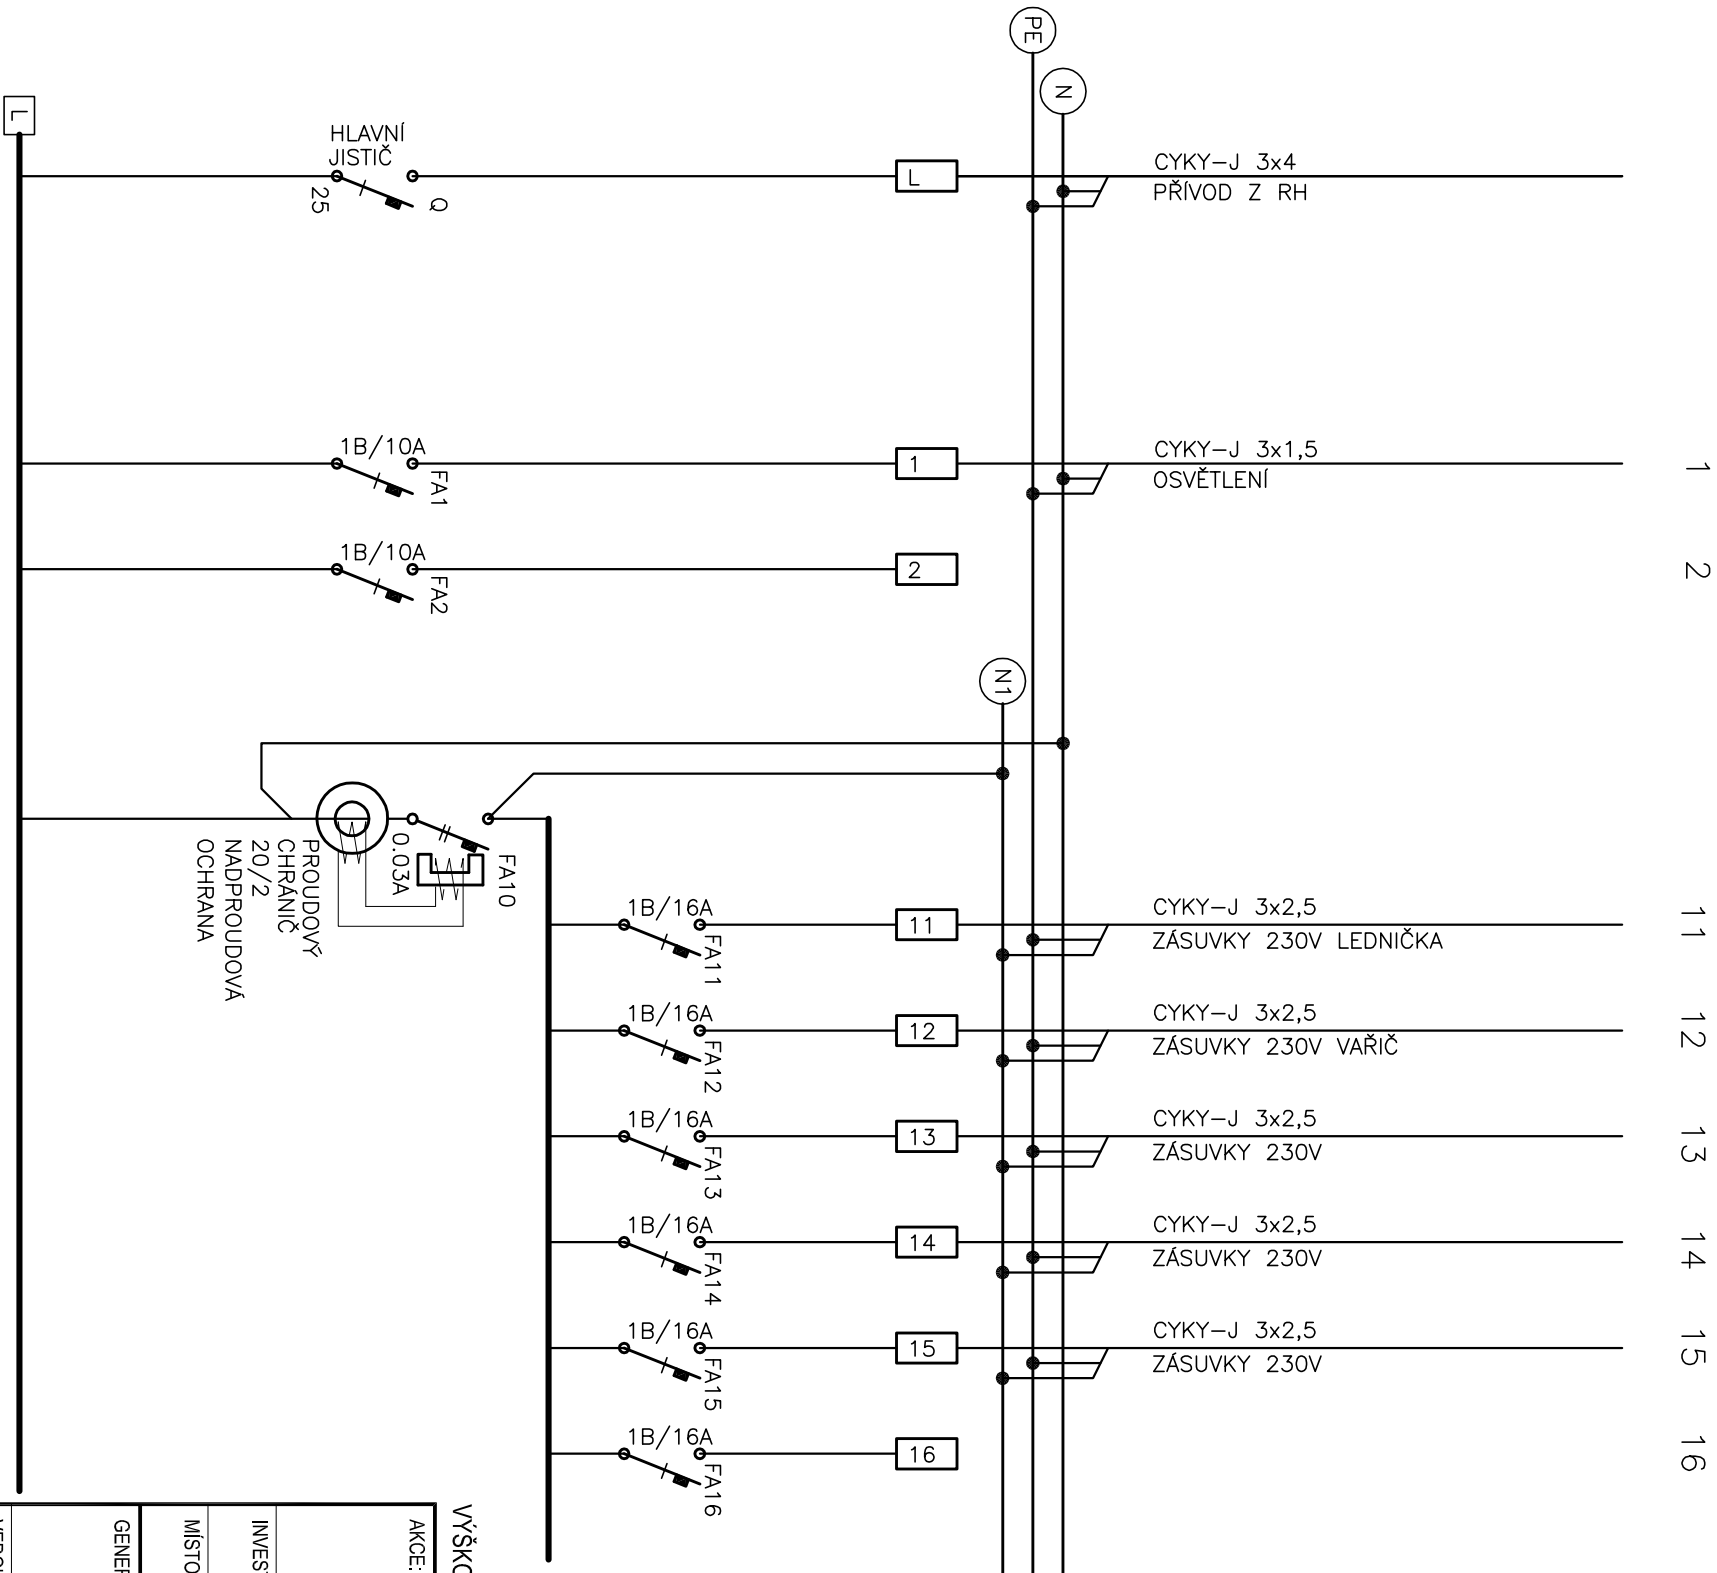 PE
N
L
HLAVNÍ
JISTIČ
25
Q
L
CYKY-J 3x4
PŘÍVOD Z RH
1B/10A
FA1
1
CYKY-J 3x1,5
OSVĚTLENÍ
1
1B/10A
FA2
2
2
N1
0.03A
FA10
PROUDOVÝ
CHRÁNIČ
20/2
NADPROUDOVÁ
OCHRANA
1B/16A
FA11
11
CYKY-J 3x2,5
ZÁSUVKY 230V LEDNIČKA
11
1B/16A
FA12
12
CYKY-J 3x2,5
ZÁSUVKY 230V VAŘIČ
12
1B/16A
FA13
13
CYKY-J 3x2,5
ZÁSUVKY 230V
13
1B/16A
FA14
14
CYKY-J 3x2,5
ZÁSUVKY 230V
14
1B/16A
FA15
15
CYKY-J 3x2,5
ZÁSUVKY 230V
15
1B/16A
FA16
16
16
VÝŠKO
AKCE:
INVES
MÍSTO
GENER